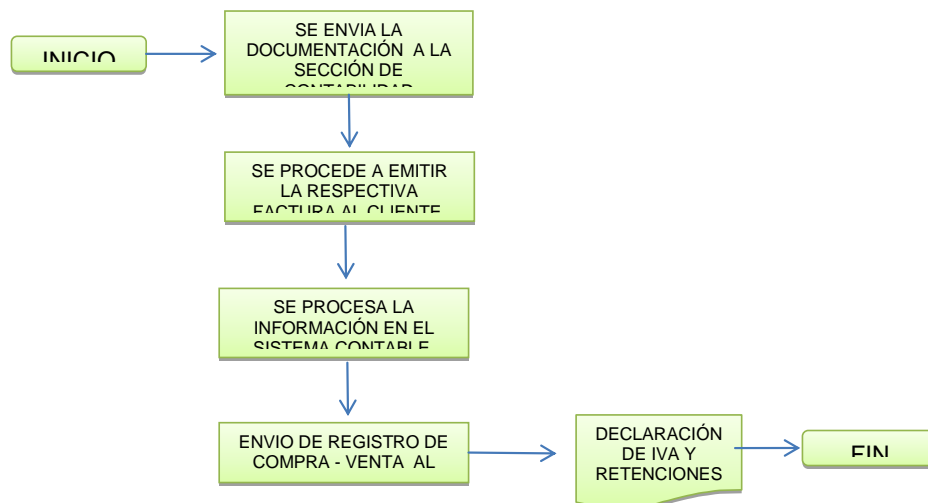 INICIO
SE ENVIA LA
DOCUMENTACIÓN A LA
SECCIÓN DE
CONTABILIDAD
SE PROCEDE A EMITIR
LA RESPECTIVA
FACTURA AL CLIENTE
SE PROCESA LA
INFORMACIÓN EN EL
SISTEMA CONTABLE
ENVIO DE REGISTRO DE
COMPRA - VENTA AL
DECLARACIÓN
DE IVA Y
RETENCIONES
FIN